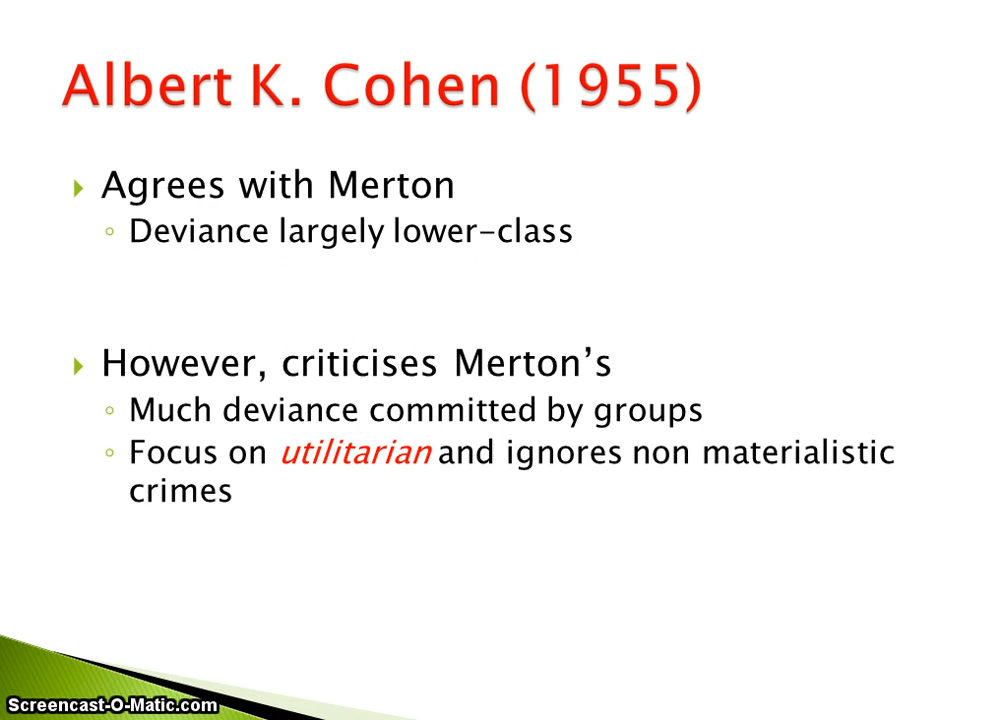 Albert K. Cohen (1955)
Agrees with Merton
Deviance largely lower-class
However, criticises Merton's
Much deviance committed by groups
Focus on utilitarian and ignores non materialistic
crimes
Screencast-O-Matic.com